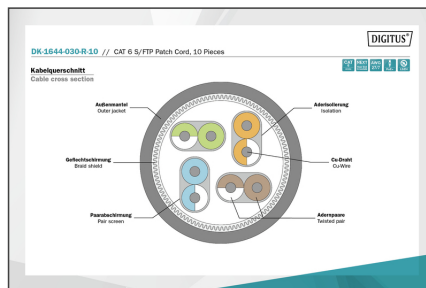 DIGITUS®
DK-1644-030-R-10 // CAT 6 S/FTP Patch Cord, 10 Pieces
Kabelquerschnitt
Cable cross section
Außenmantel
Outer jacket
Aderisolierung
Isolation
Geflechtschirmung
Braid shield
Cu-Draht
Cu-Wire
Paarabschirmung
Pair screen
Adernpaare
Twisted pair